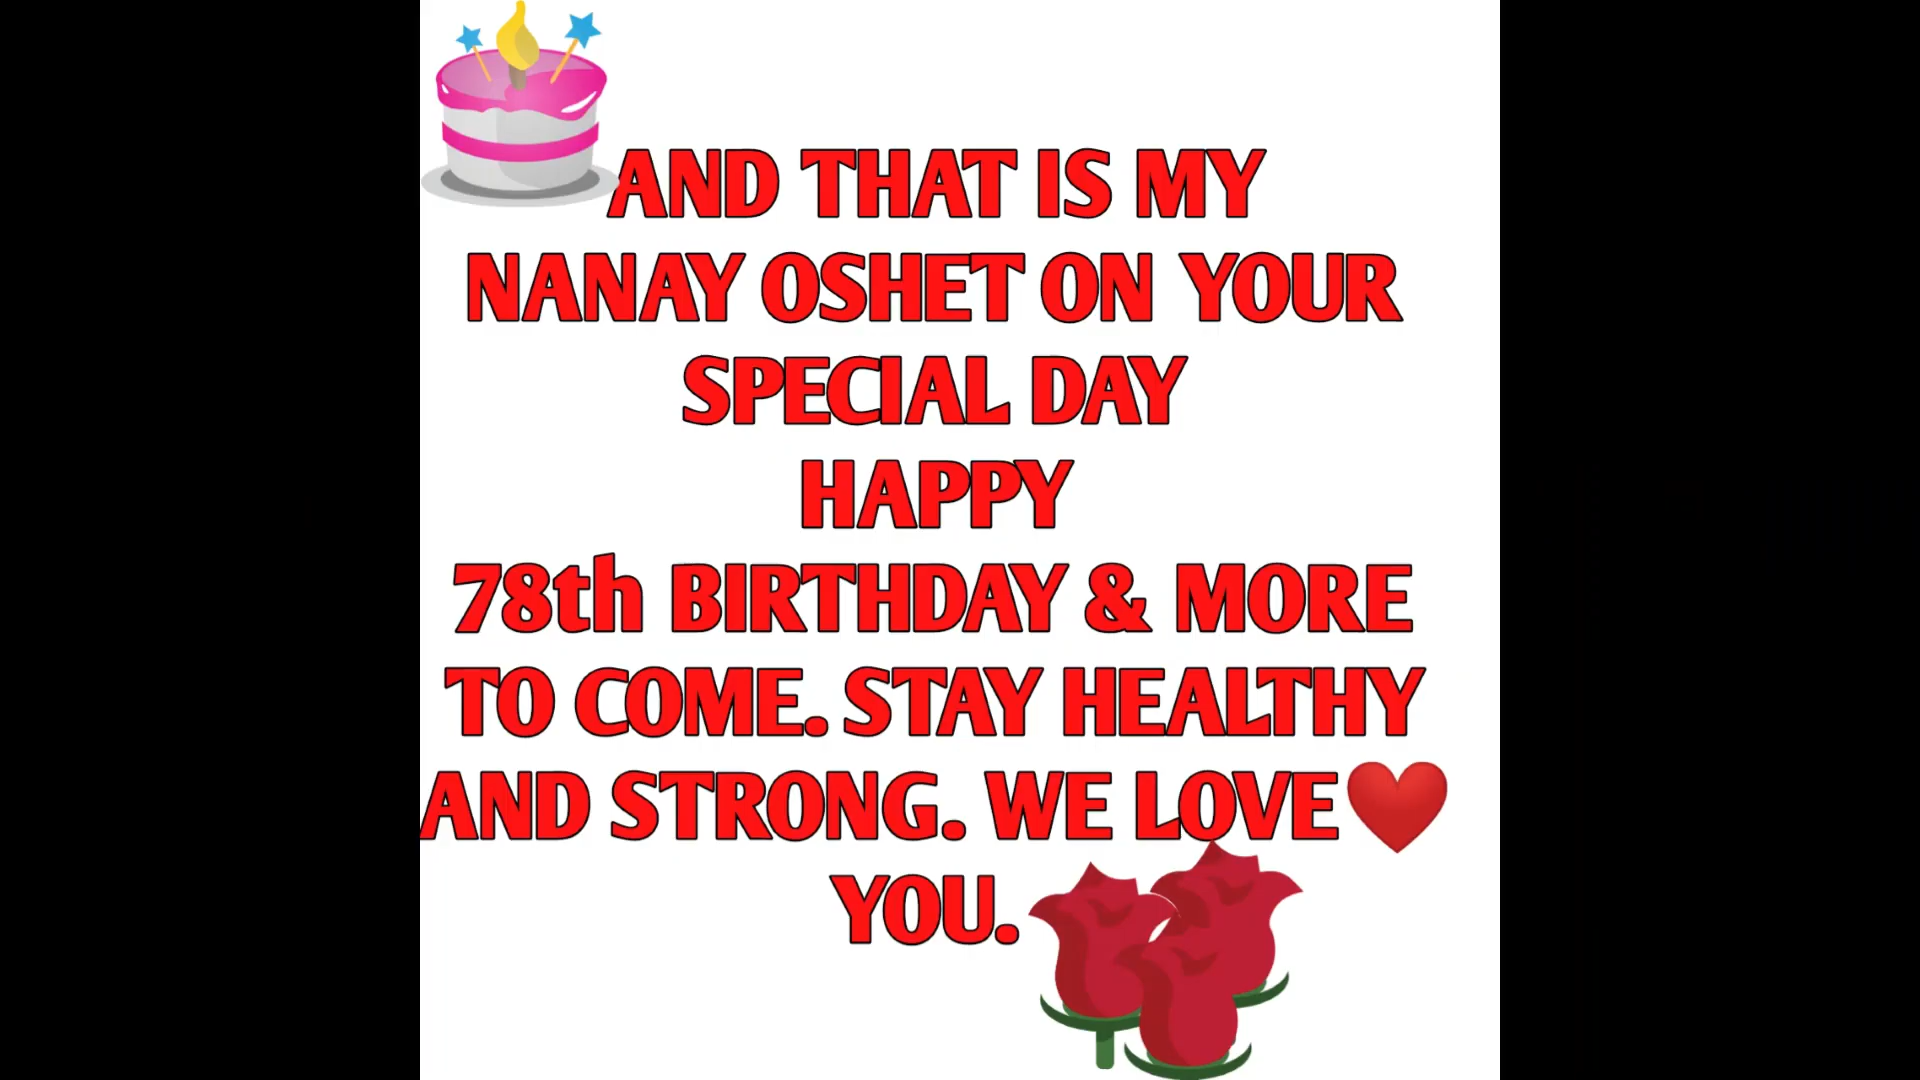 AND THAT IS MY
NANAY OSHET ON YOUR
SPECIAL DAY
HAPPY
78th BIRTHDAY & MORE
TO COME. STAY HEALTHY
AND STRONG. WE LOVE❤️
YOU.